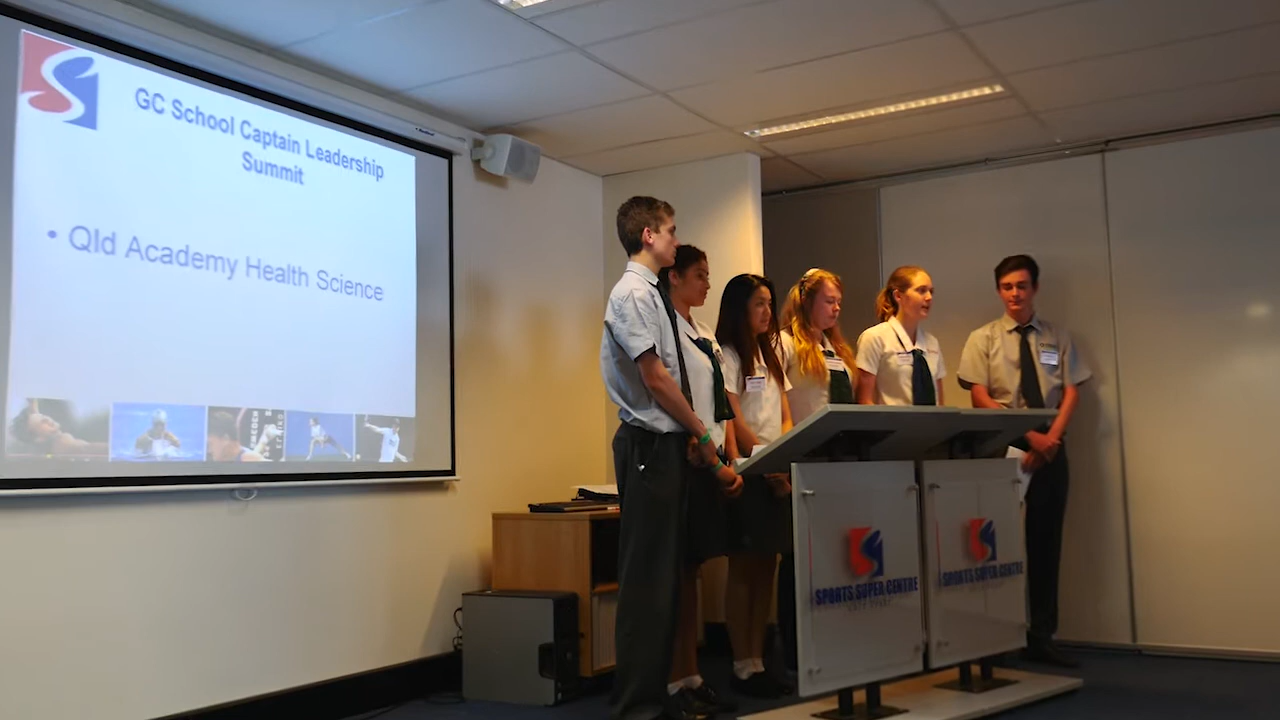 GC School Captain Leadership
Summit
• Qld Academy Health Science
SPORTS SUPER CENTRE
SPORTS SUPER CENTRE